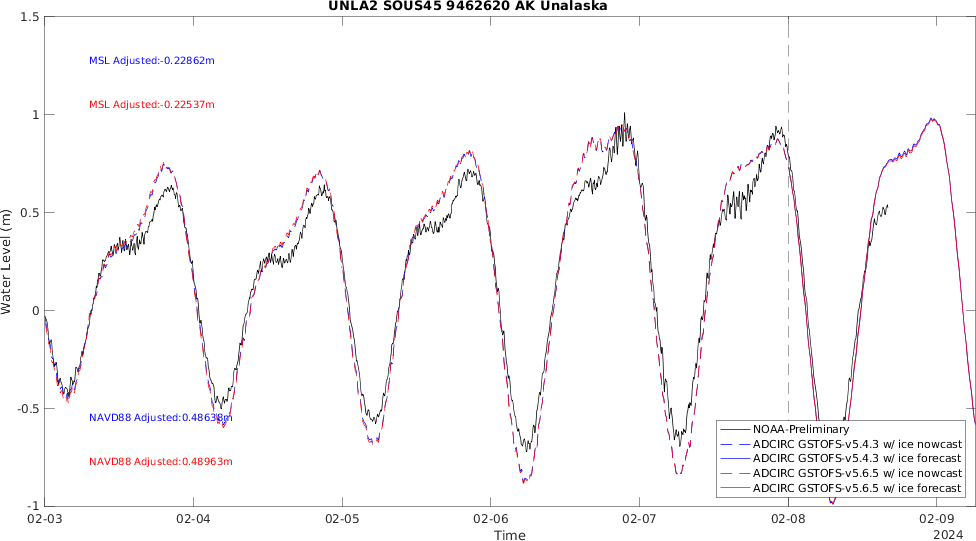 UNLA2 SOUS45 9462620 AK Unalaska
1.5
MSL Adjusted:-0.22862m
MSL Adjusted:-0.22537m
1
0.5
Water Level (m)
0
-0.5
NAVD88 Adjusted:0.48638m
NAVD88 Adjusted:0.48963m
NOAA-Preliminary
ADCIRC GSTOFS-v5.4.3 w/ ice nowcast
ADCIRC GSTOFS-v5.4.3 w/ ice forecast
ADCIRC GSTOFS-v5.6.5 w/ ice nowcast
ADCIRC GSTOFS-v5.6.5 w/ ice forecast
-1
02-03 02-04 02-05 02-06 02-07 02-08 02-09
Time
2024